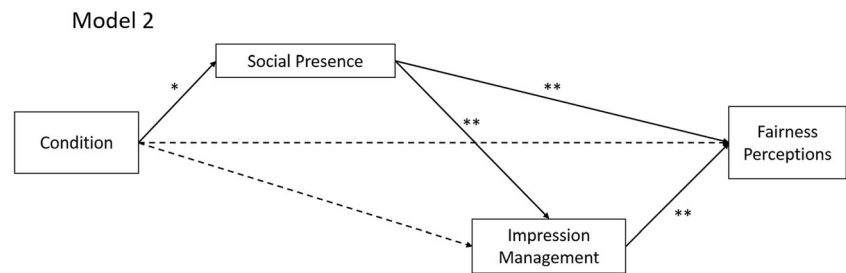 Model 2
Social Presence
*
**
**
Condition
Fairness
Perceptions
**
Impression
Management